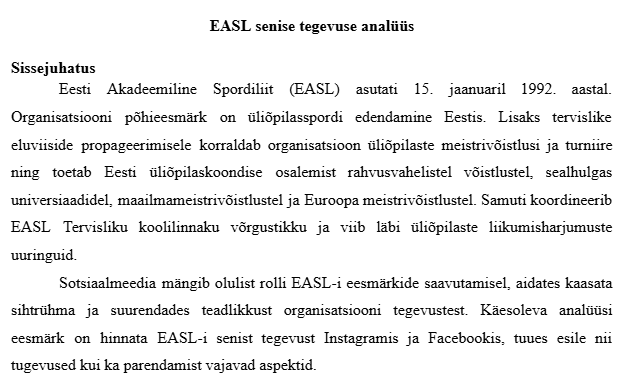 EASL senise tegevuse analüüs
Sissejuhatus
Eesti Akadeemiline Spordiliit (EASL) asutati 15. jaanuaril 1992. aastal.
Organisatsiooni põhieesmärk on üliõpilasspordi edendamine Eestis. Lisaks tervislike
eluviiside propageerimisele korraldab organisatsioon üliõpilaste meistrivõistlusi ja turniire
ning toetab Eesti üliõpilaskoondise osalemist rahvusvahelistel võistlustel, sealhulgas
universiaadidel, maailmameistrivõistlustel ja Euroopa meistrivõistlustel. Samuti koordineerib
EASL Tervisliku koolilinnaku võrgustikku ja viib läbi üliõpilaste liikumisharjumuste
uuringuid.
Sotsiaalmeedia mängib olulist rolli EASL-i eesmärkide saavutamisel, aidates kaasata
sihtrühma ja suurendades teadlikkust organisatsiooni tegevustest. Käesoleva analüüsi
eesmärk on hinnata EASL-i senist tegevust Instagramis ja Facebookis, tuues esile nii
tugevused kui ka parendamist vajavad aspektid.